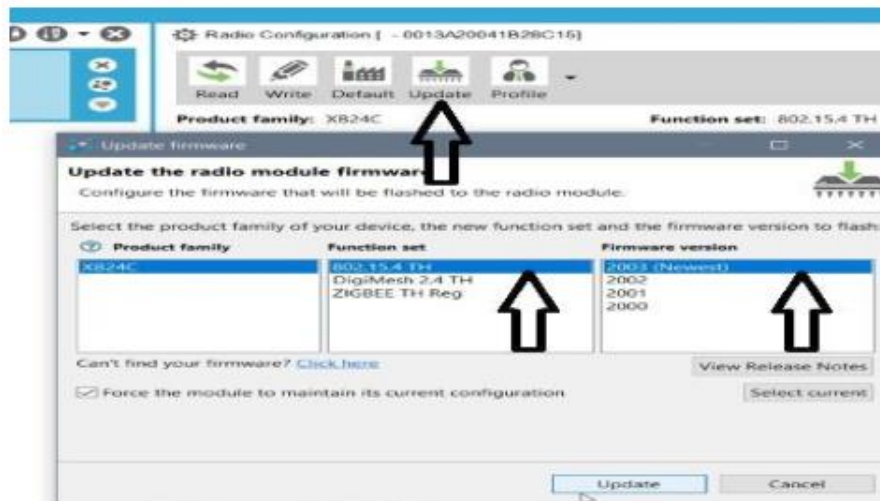 Radio Configuration [ - 0013A20041B28C15]
Read Write Default Update Profile
Product family: XB24C Function set: 802.15.4 TH
Update firmware
Update the radio module firmware
Configure the firmware that will be flashed to the radio module.
Select the product family of your device, the new function set and the firmware version to flash:
Product family Function set Firmware version
XB24C 802.15.4 TH 2003 (Newest)
DigiMesh 2.4 TH 2002
ZIGBEE TH Reg 2001
2000
Can't find your firmware? Click here
View Release Notes
Force the module to maintain its current configuration
Select current
Update Cancel